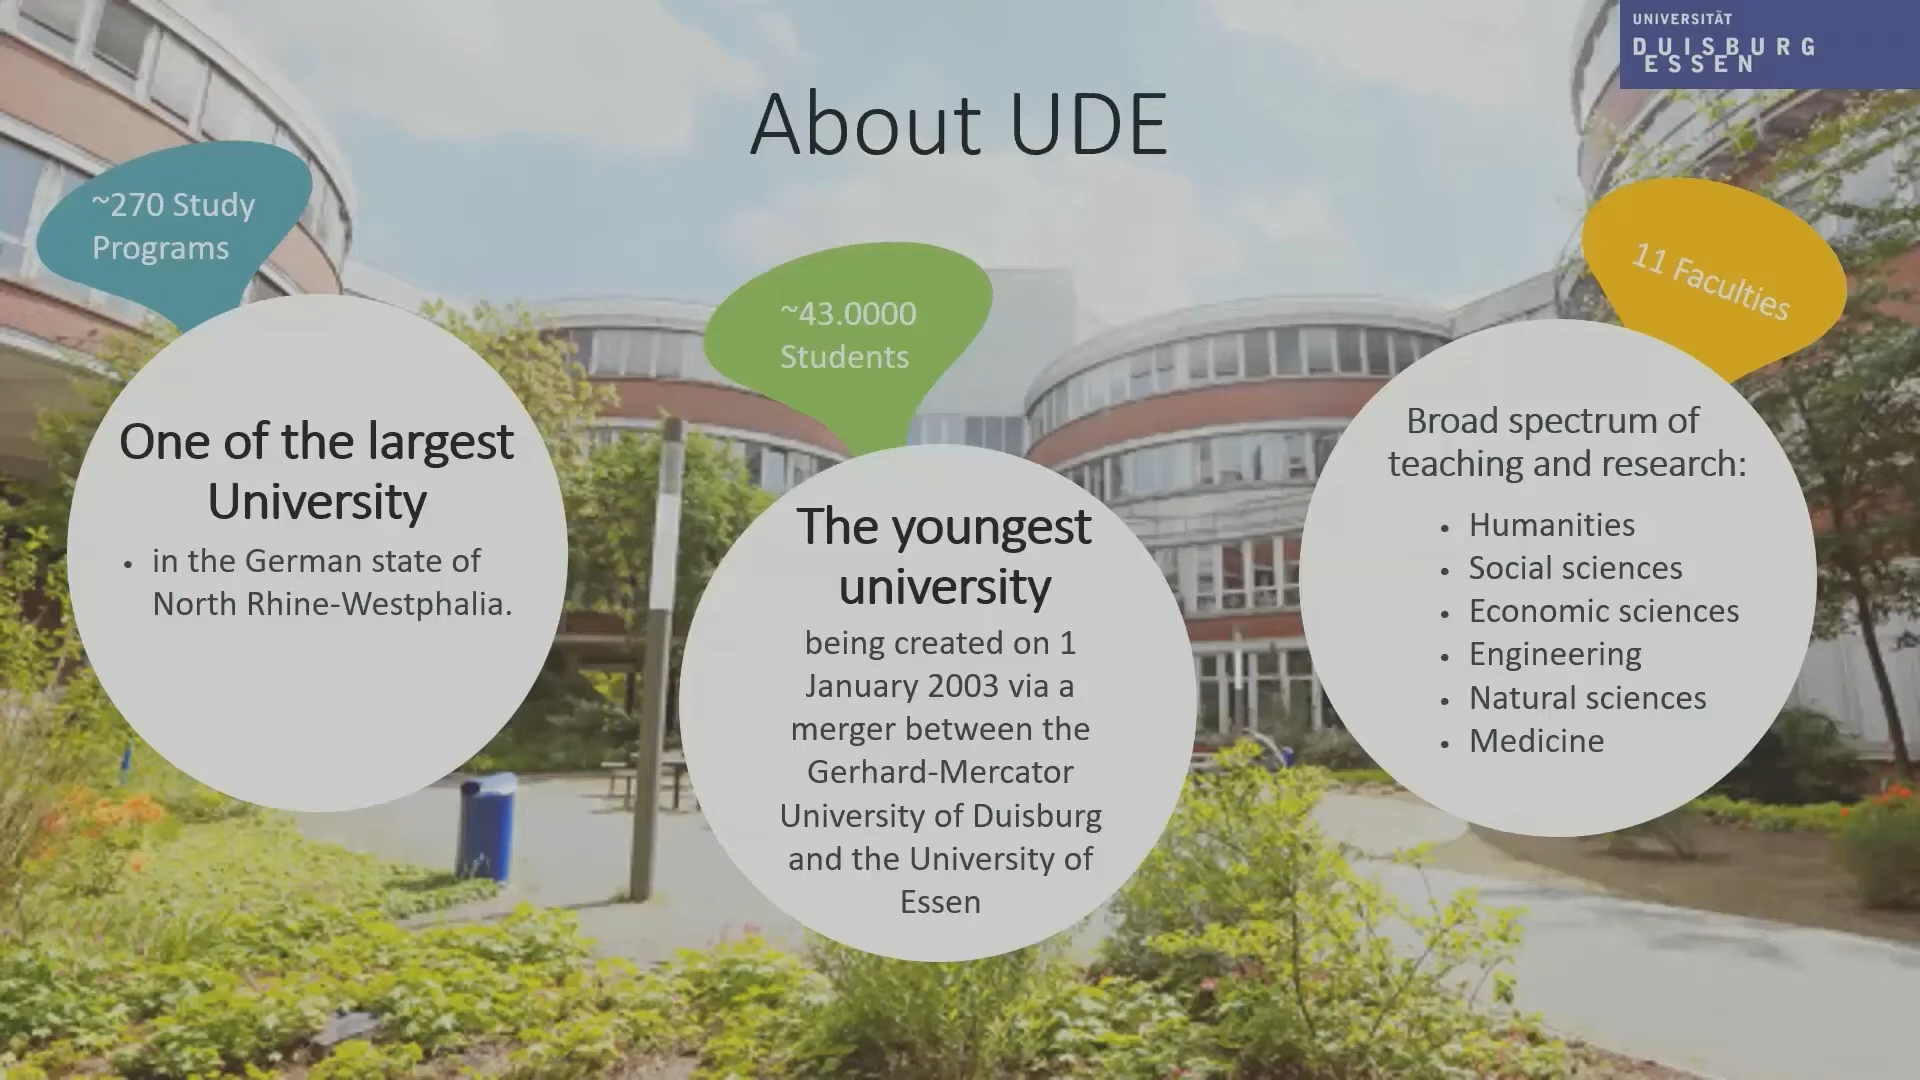 UNIVERSITÄT
DUISBURG
ESSEN
About UDE
~270 Study
Programs
One of the largest
University
• in the German state of
North Rhine-Westphalia.
~43.0000
Students
The youngest
university
being created on 1
January 2003 via a
merger between the
Gerhard-Mercator
University of Duisburg
and the University of
Essen
11 Faculties
Broad spectrum of
teaching and research:
• Humanities
• Social sciences
• Economic sciences
• Engineering
• Natural sciences
• Medicine